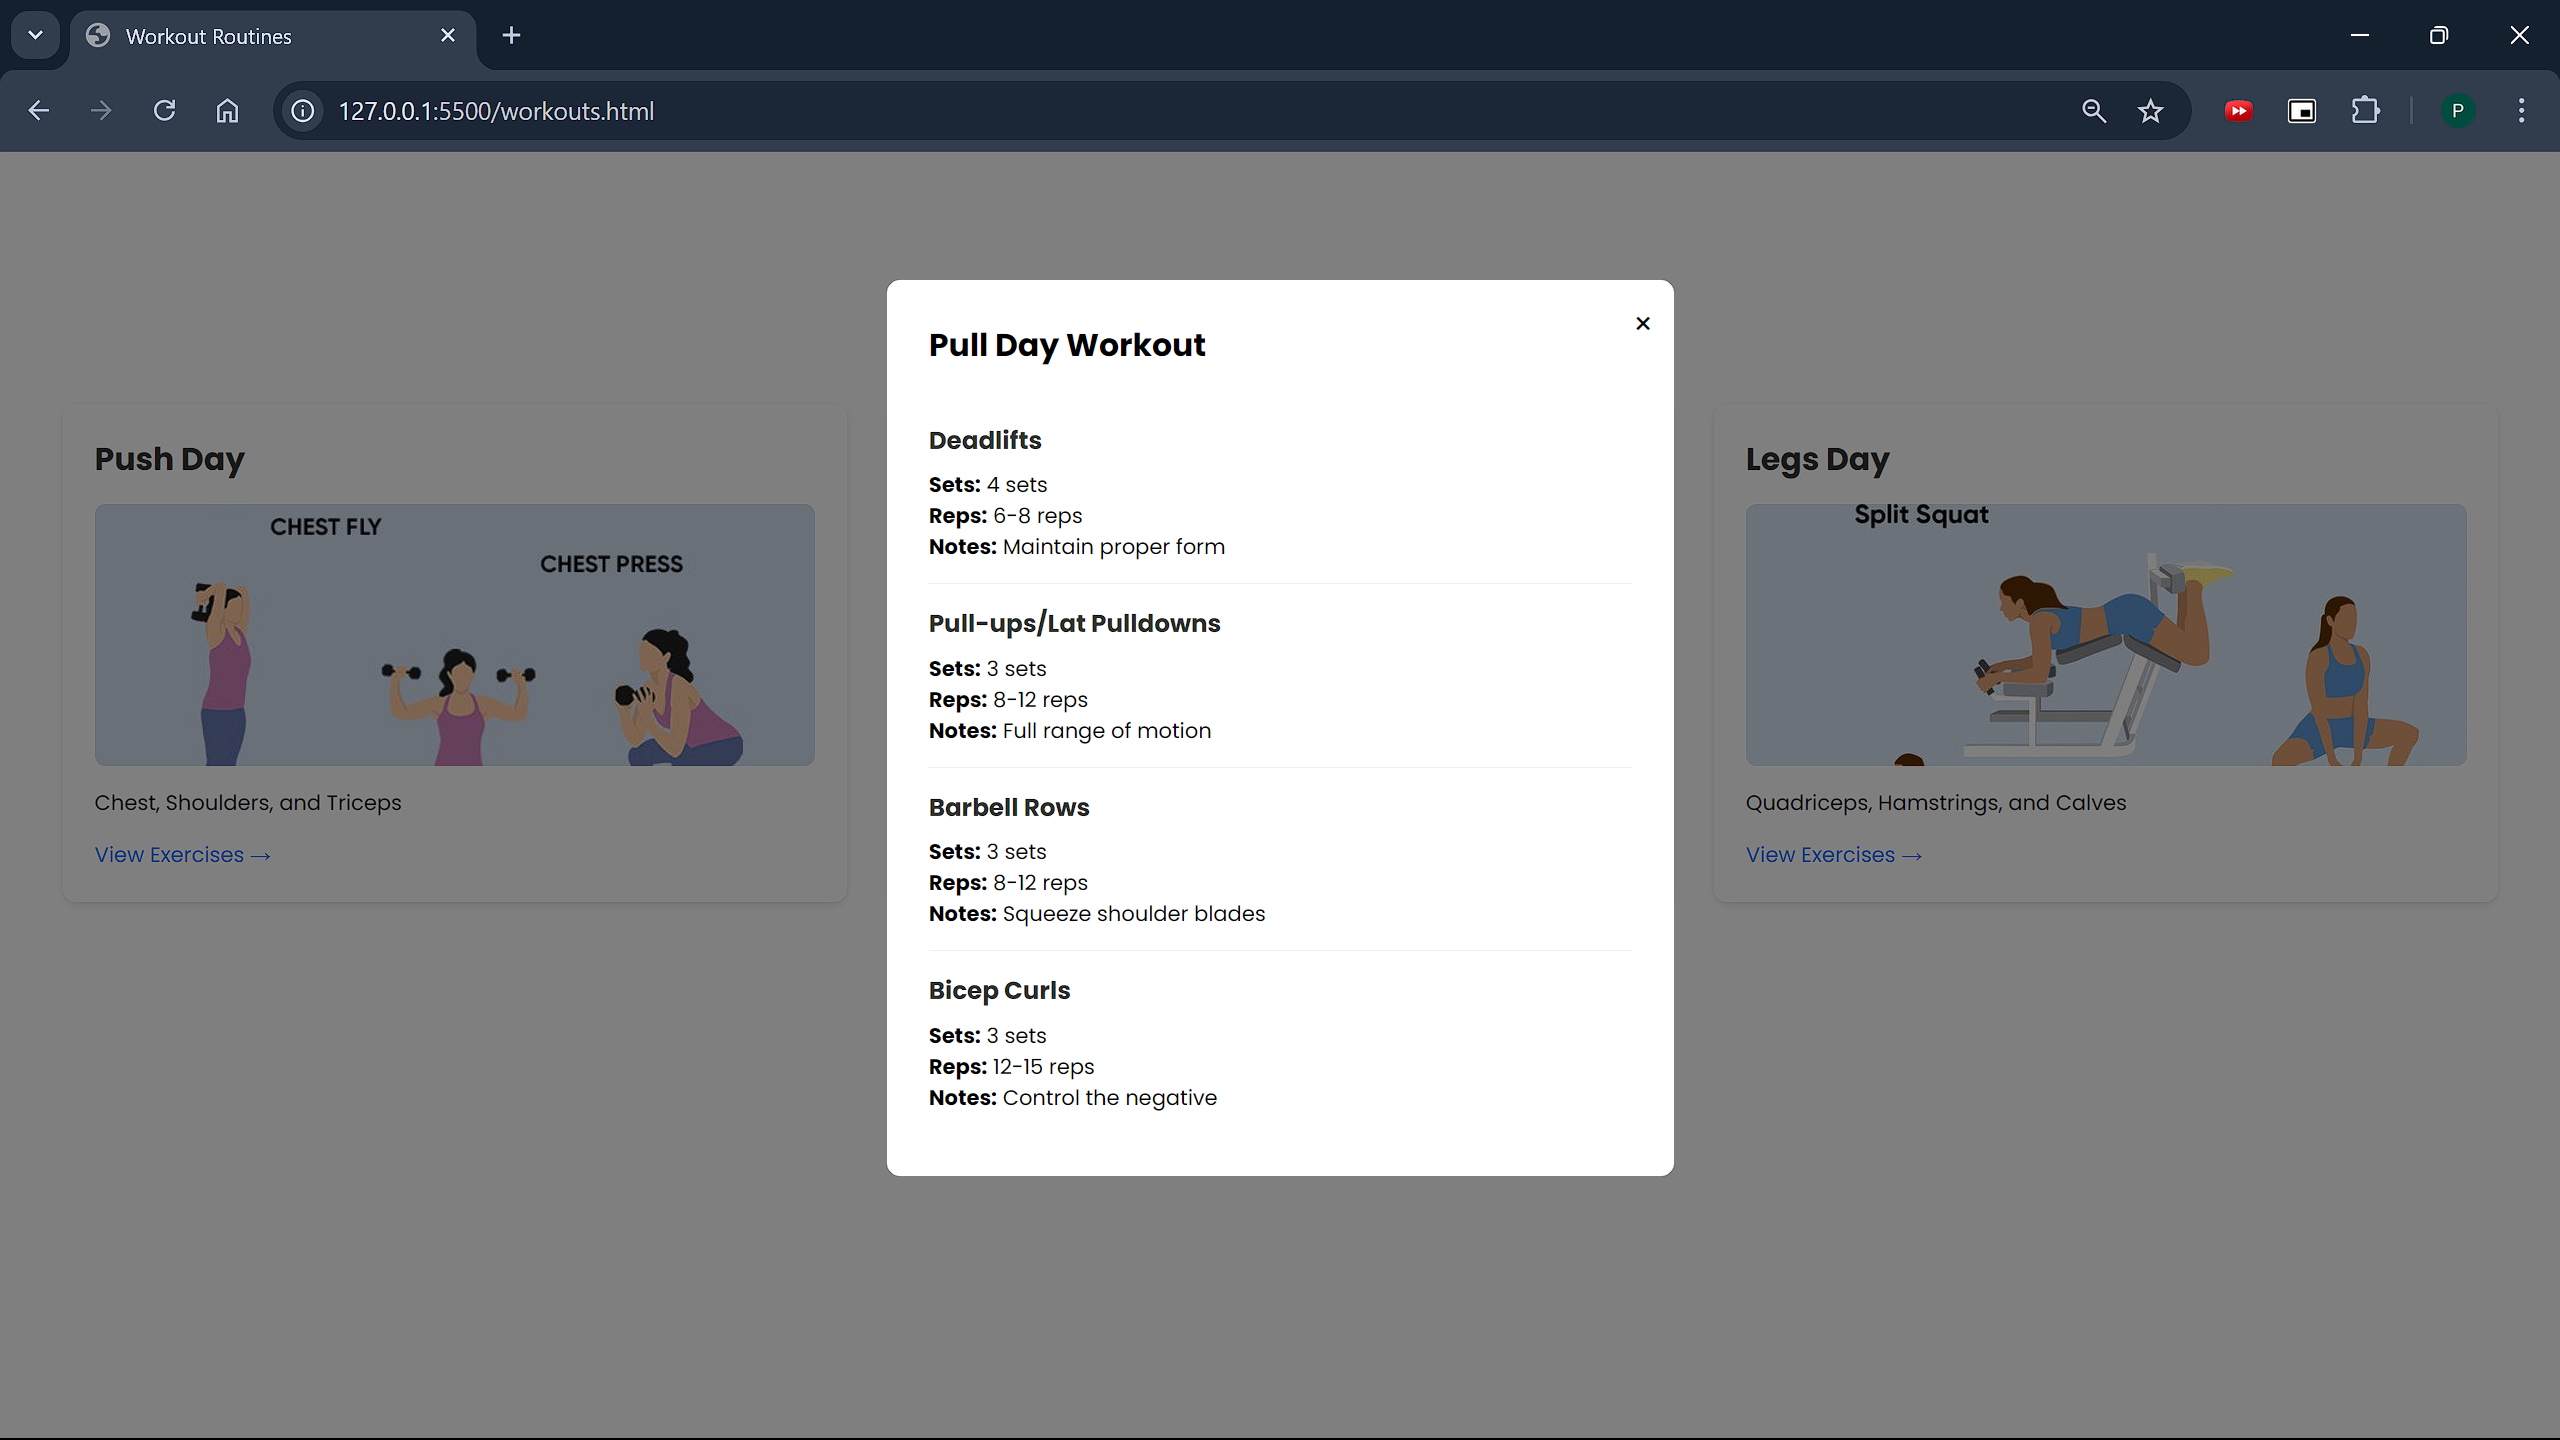 Workout Routines
127.0.0.1:5500/workouts.html
P
Push Day
CHEST FLY
CHEST PRESS
Chest, Shoulders, and Triceps
View Exercises →
Pull Day Workout
×
Deadlifts
Sets: 4 sets
Reps: 6-8 reps
Notes: Maintain proper form
Pull-ups/Lat Pulldowns
Sets: 3 sets
Reps: 8-12 reps
Notes: Full range of motion
Barbell Rows
Sets: 3 sets
Reps: 8-12 reps
Notes: Squeeze shoulder blades
Bicep Curls
Sets: 3 sets
Reps: 12-15 reps
Notes: Control the negative
Legs Day
Split Squat
Quadriceps, Hamstrings, and Calves
View Exercises →